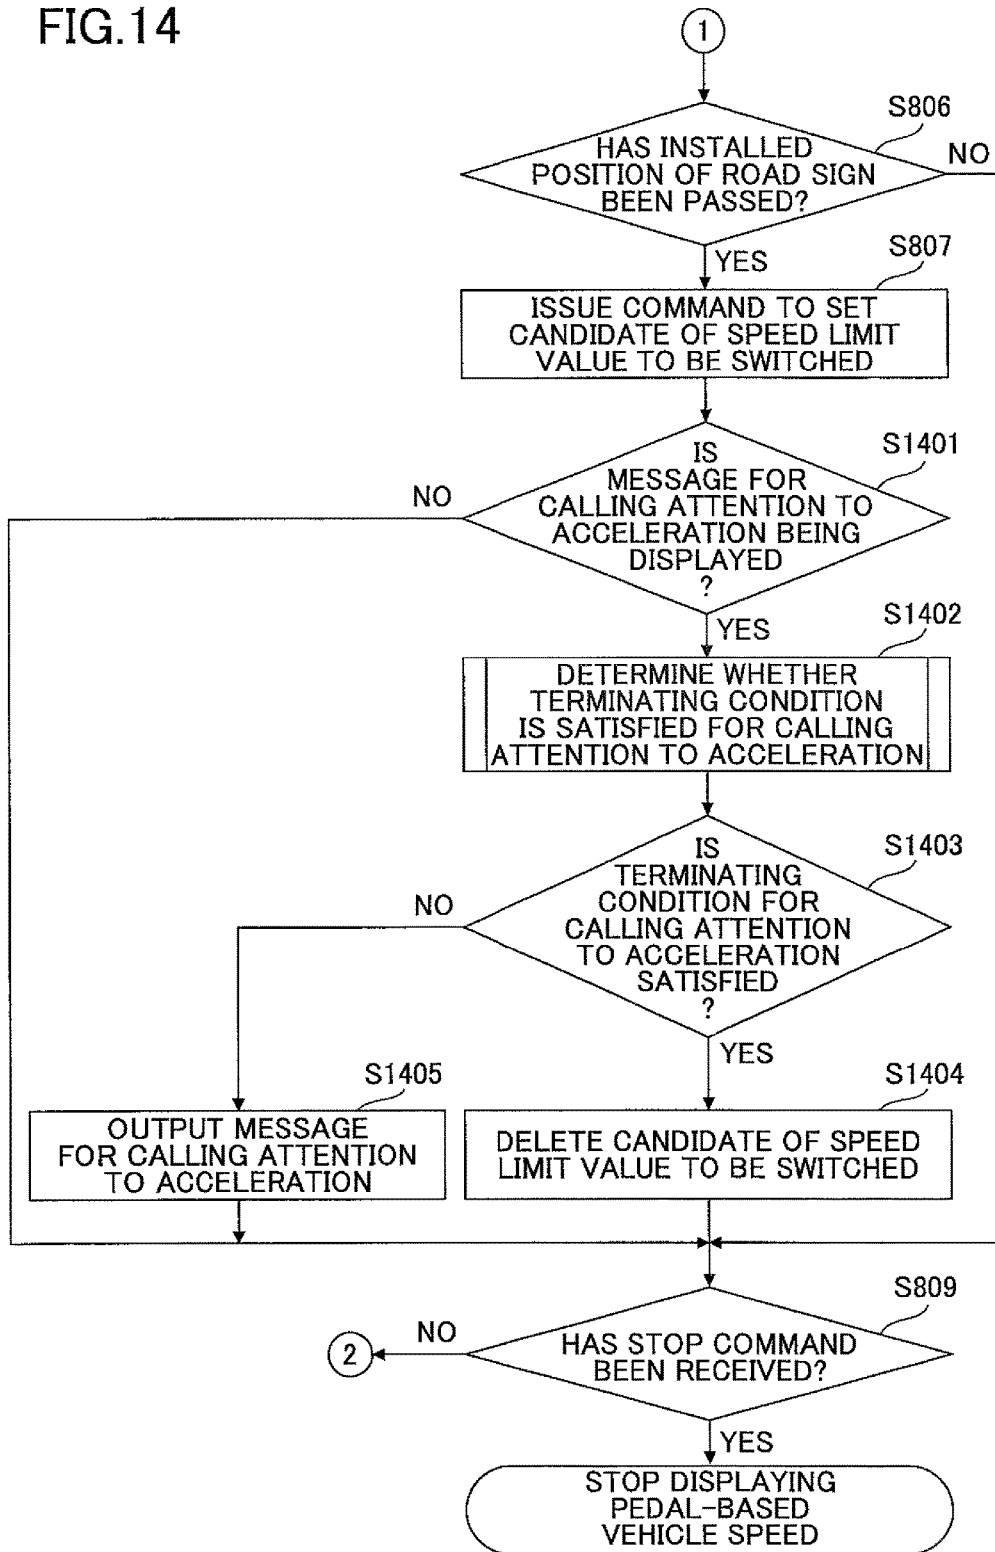 FIG.14
1
S806
HAS INSTALLED
POSITION OF ROAD SIGN
BEEN PASSED?
NO
YES
S807
ISSUE COMMAND TO SET
CANDIDATE OF SPEED LIMIT
VALUE TO BE SWITCHED
S1401
IS
MESSAGE FOR
CALLING ATTENTION TO
ACCELERATION BEING
DISPLAYED
?
NO
YES
S1402
DETERMINE WHETHER
TERMINATING CONDITION
IS SATISFIED FOR CALLING
ATTENTION TO ACCELERATION
S1403
IS
TERMINATING
CONDITION FOR
CALLING ATTENTION
TO ACCELERATION
SATISFIED
?
NO
YES
S1405
OUTPUT MESSAGE
FOR CALLING ATTENTION
TO ACCELERATION
S1404
DELETE CANDIDATE OF SPEED
LIMIT VALUE TO BE SWITCHED
S809
HAS STOP COMMAND
BEEN RECEIVED?
NO
2
YES
STOP DISPLAYING
PEDAL-BASED
VEHICLE SPEED